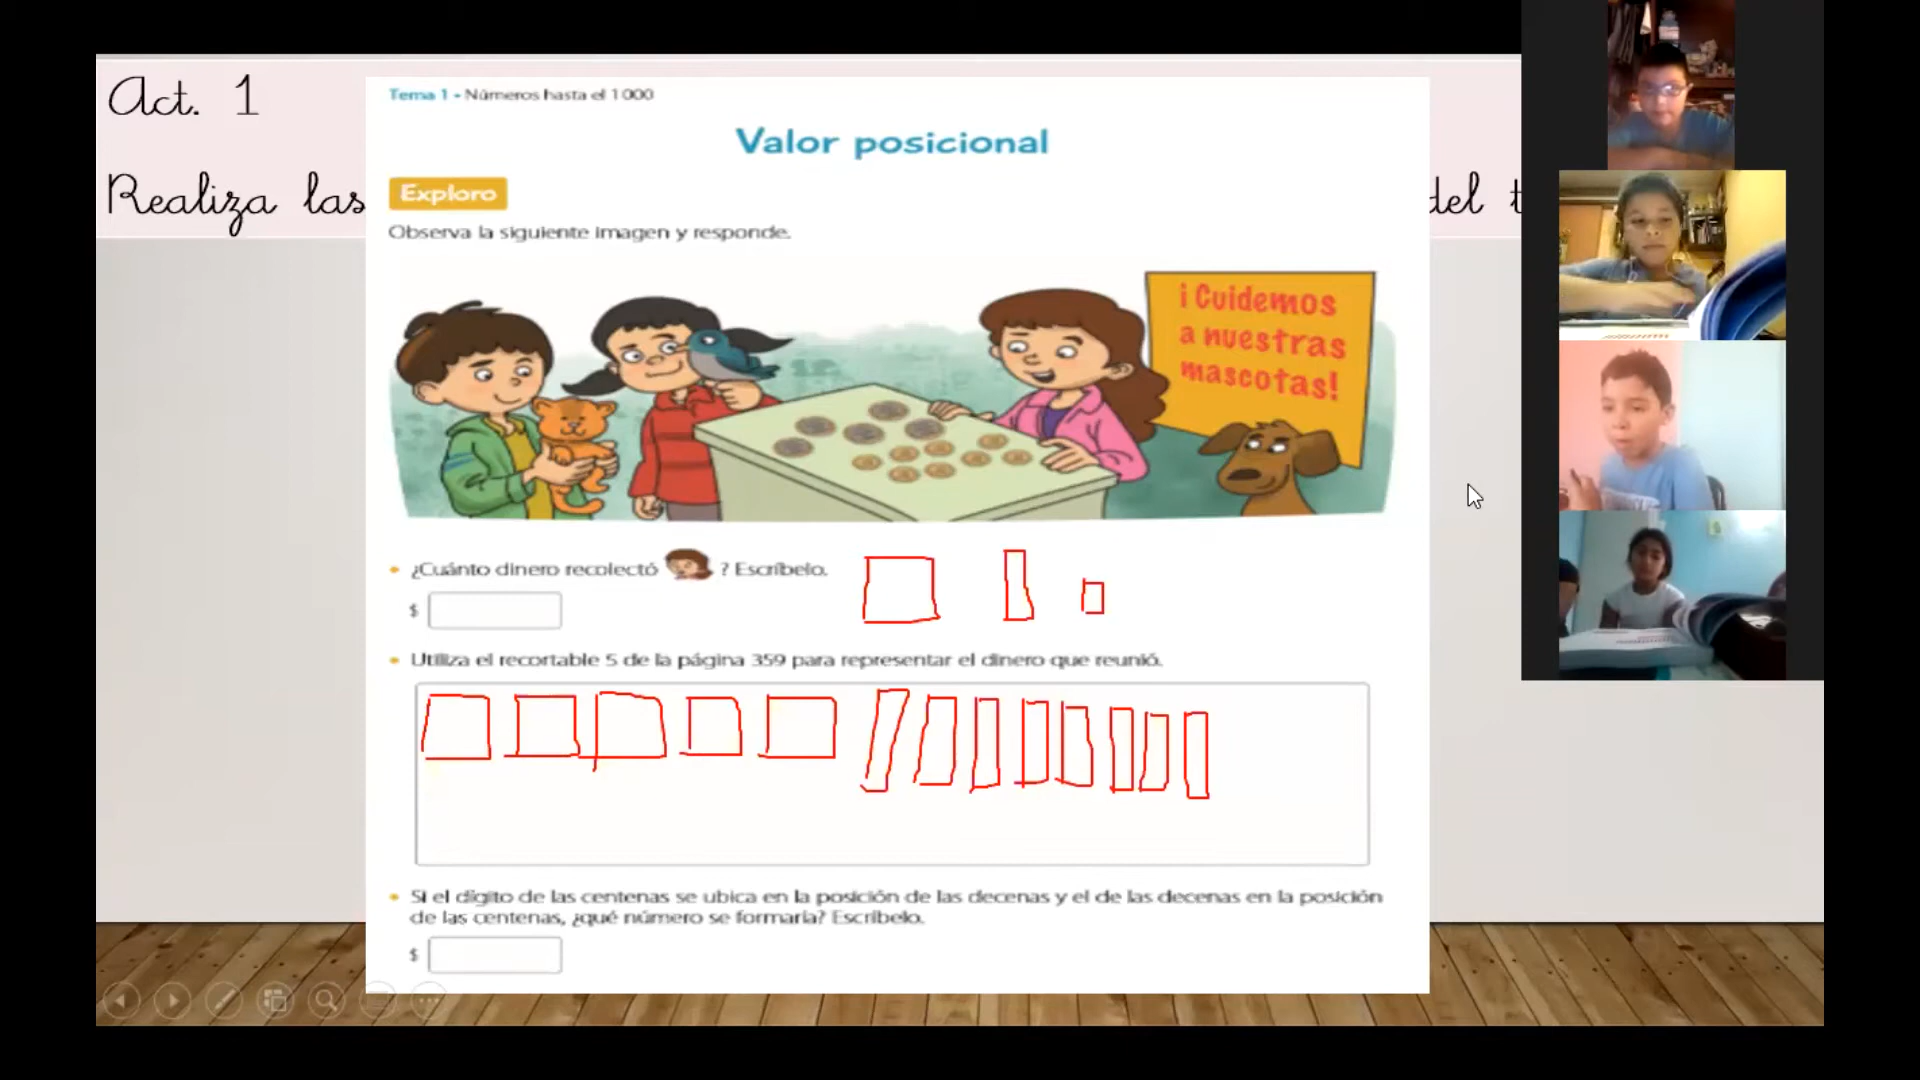 Act. 1
Realiza las
del t
Tema 1 - Números hasta el 1 000
Valor posicional
Exploro
Observa la siguiente imagen y responde.
¡Cuidemos
a nuestras
mascotas!
• ¿Cuánto dinero recolectó ? Escríbelo.
$
• Utiliza el recortable 5 de la página 359 para representar el dinero que reunió.
• Si el dígito de las centenas se ubica en la posición de las decenas y el de las decenas en la posición
de las centenas, ¿qué número se formaría? Escríbelo.
$